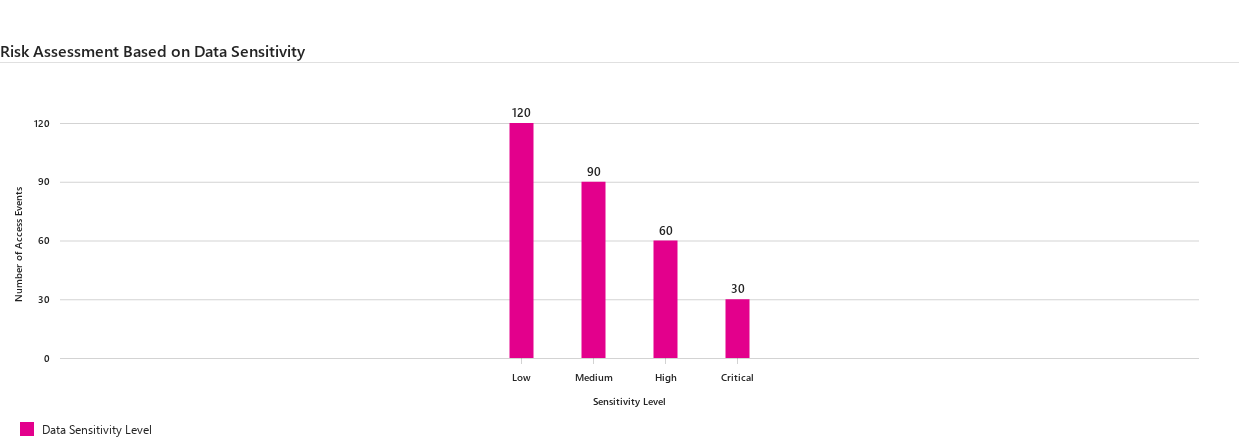 Risk Assessment Based on Data Sensitivity
120
90
60
30
0
Number of Access Events
120
90
60
30
Low
Medium
High
Critical
Sensitivity Level
Data Sensitivity Level